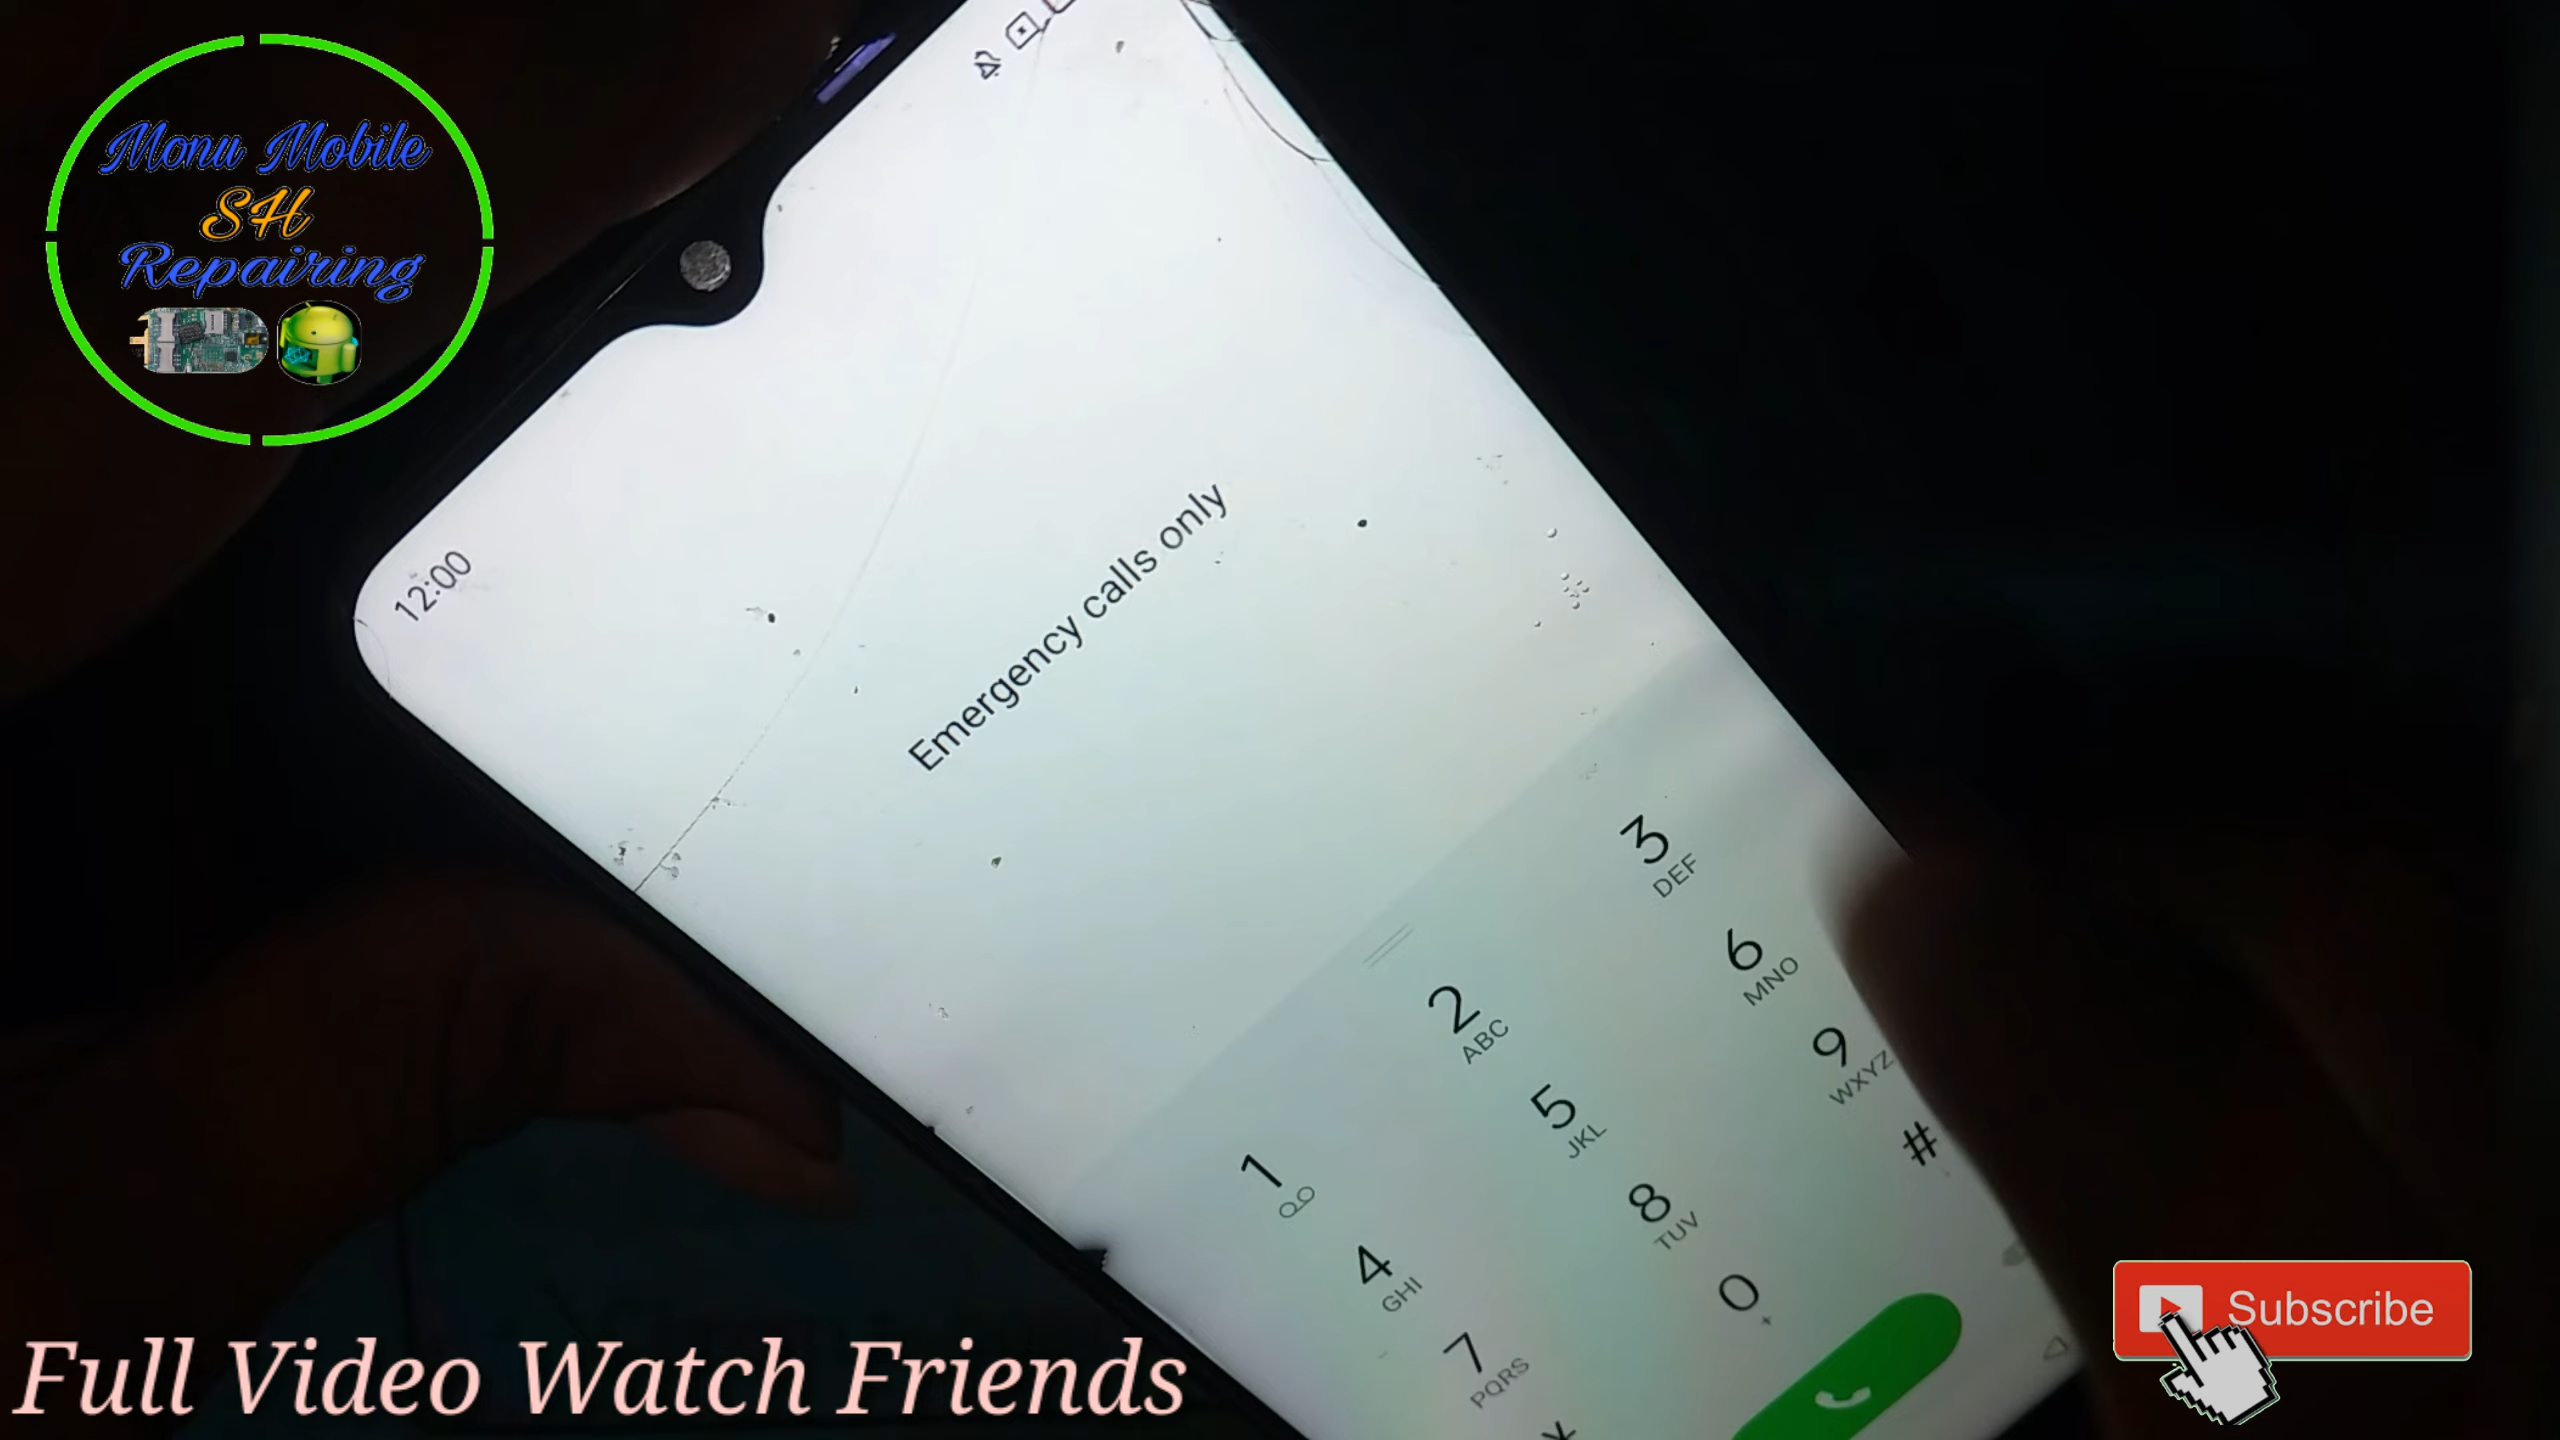 Monu Mobile
SH
Repairing
12:00
Emergency calls only
1
2 ABC
3 DEF
4 GHI
5 JKL
6 MNO
7 PQRS
8 TUV
9 WXYZ
*
0 +
#
Full Video Watch Friends
Subscribe